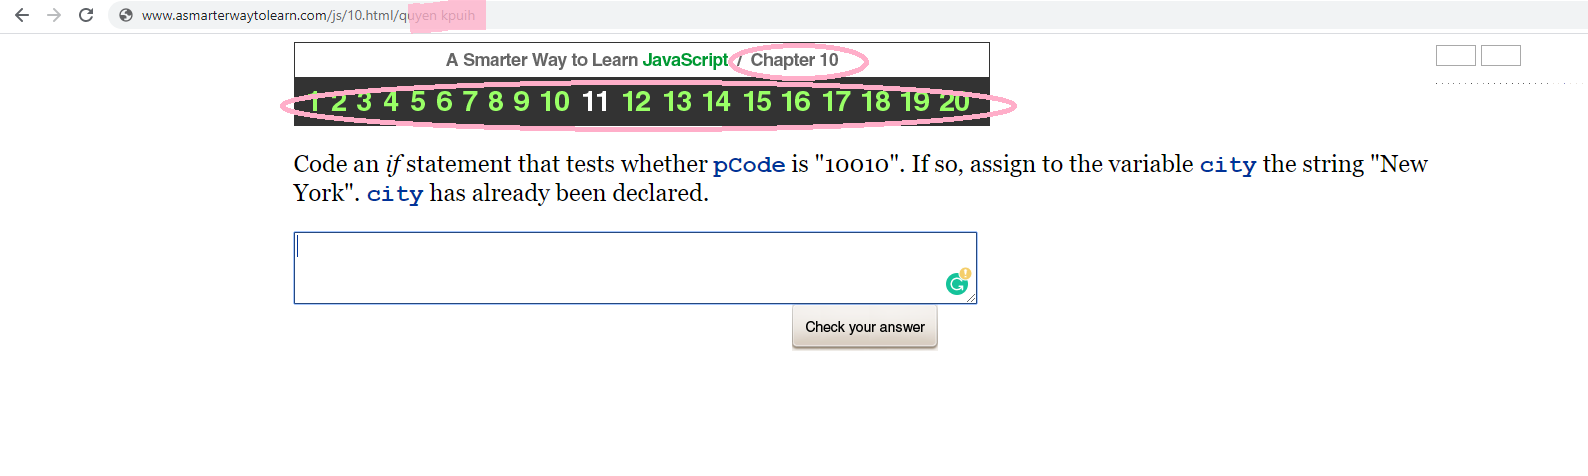 www.asmarterwaytolearn.com/js/10.html/quyen kpuih
A Smarter Way to Learn JavaScript / Chapter 10
1 2 3 4 5 6 7 8 9 10 11 12 13 14 15 16 17 18 19 20
Code an if statement that tests whether pCode is "10010". If so, assign to the variable city the string "New
York". city has already been declared.
Check your answer